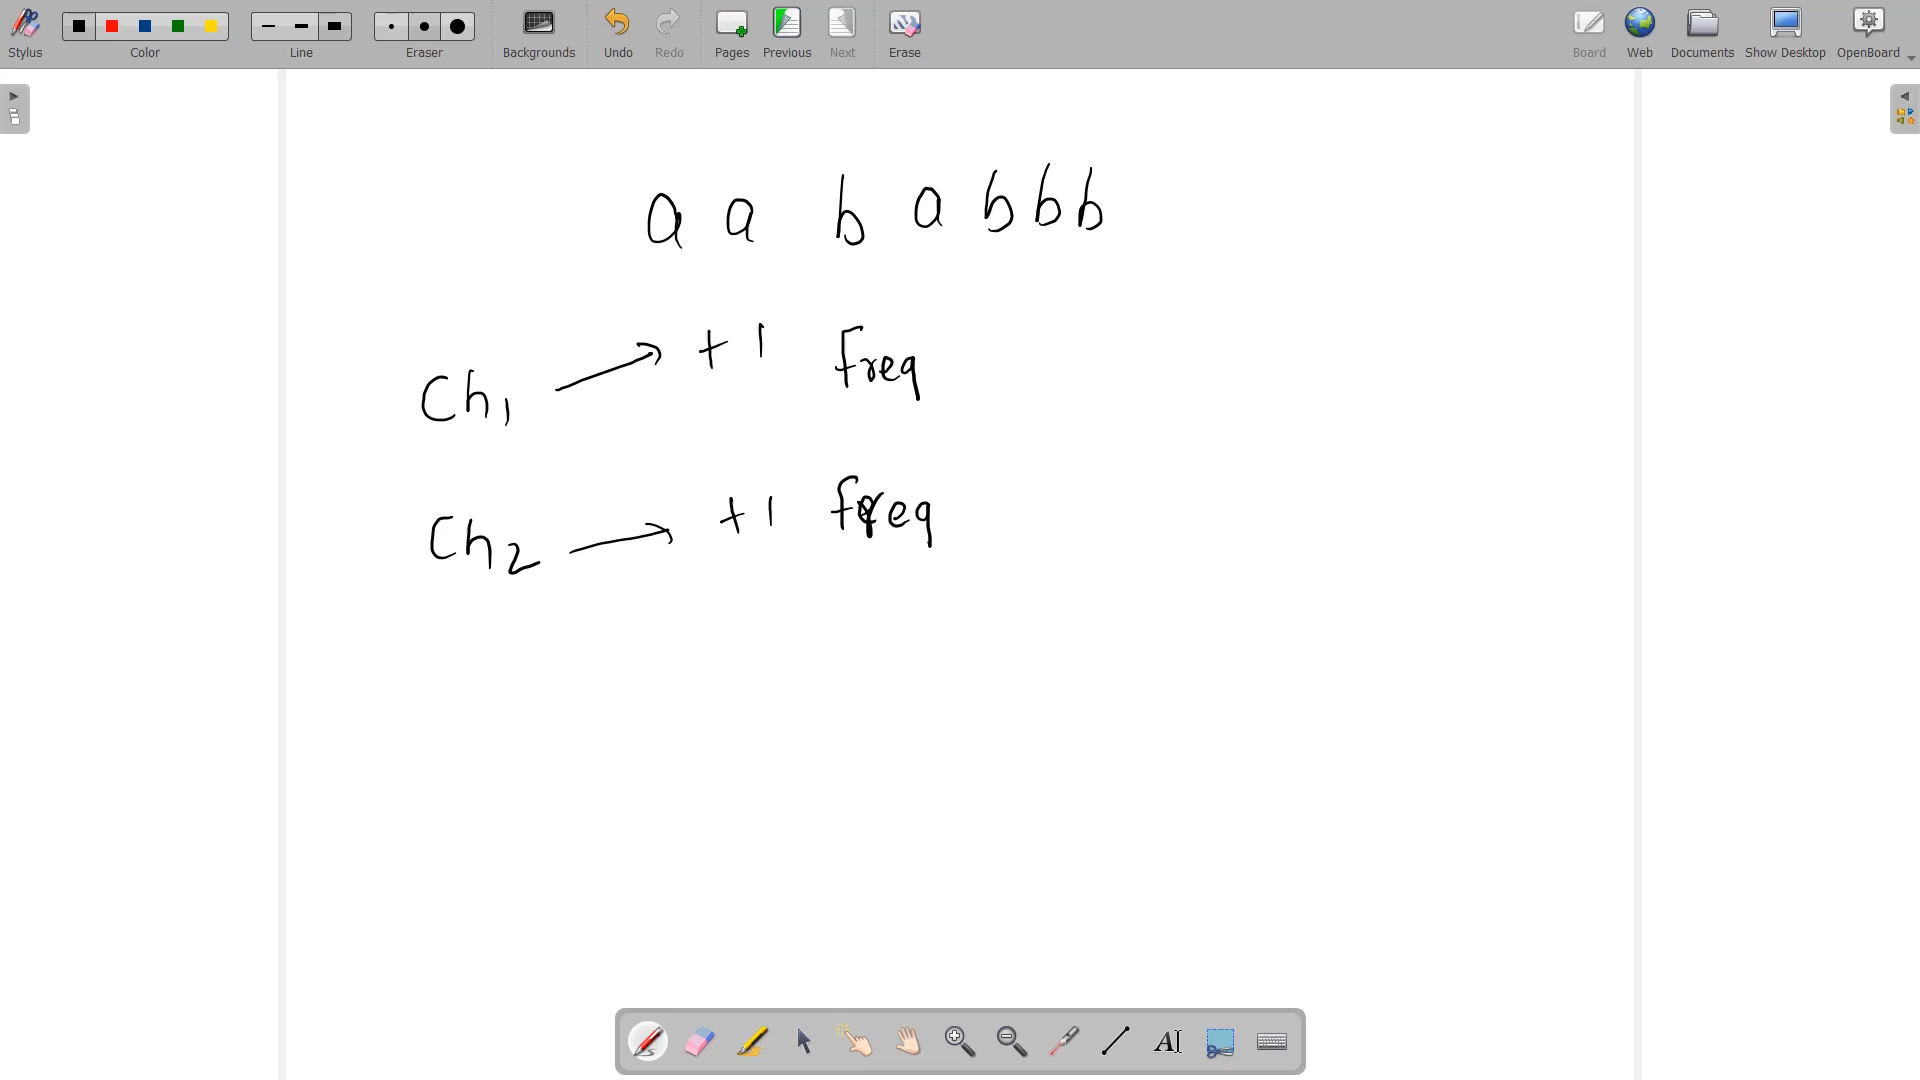 Stylus Color Line Eraser Backgrounds Undo Redo Pages Previous Next Erase Board Web Documents Show Desktop OpenBoard
a a b a b b b
Ch1 → +1 freq
Ch2 → +1 freq